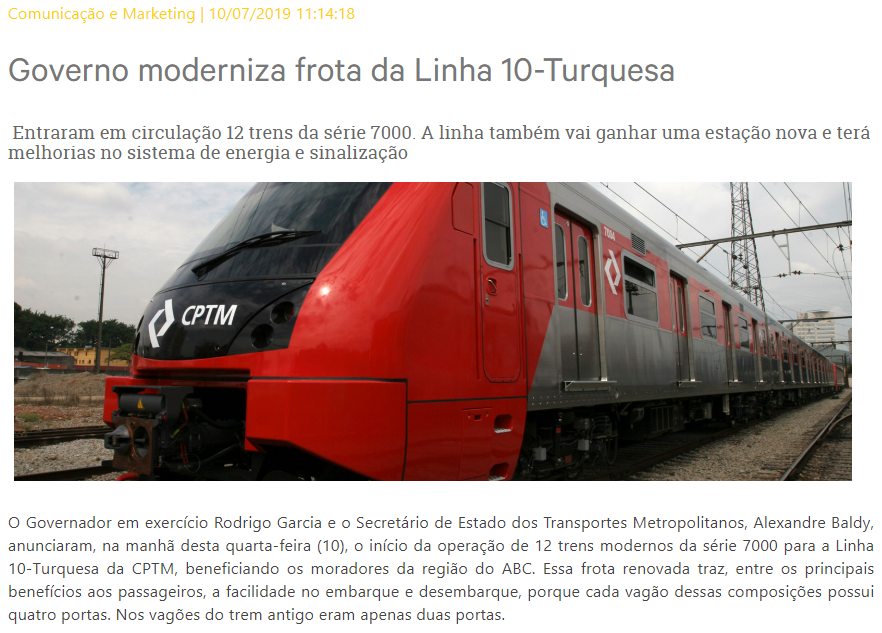 Comunicação e Marketing | 10/07/2019 11:14:18
Governo moderniza frota da Linha 10-Turquesa
Entraram em circulação 12 trens da série 7000. A linha também vai ganhar uma estação nova e terá
melhorias no sistema de energia e sinalização
7004
CPTM
O Governador em exercício Rodrigo Garcia e o Secretário de Estado dos Transportes Metropolitanos, Alexandre Baldy,
anunciaram, na manhã desta quarta-feira (10), o início da operação de 12 trens modernos da série 7000 para a Linha
10-Turquesa da CPTM, beneficiando os moradores da região do ABC. Essa frota renovada traz, entre os principais
benefícios aos passageiros, a facilidade no embarque e desembarque, porque cada vagão dessas composições possui
quatro portas. Nos vagões do trem antigo eram apenas duas portas.